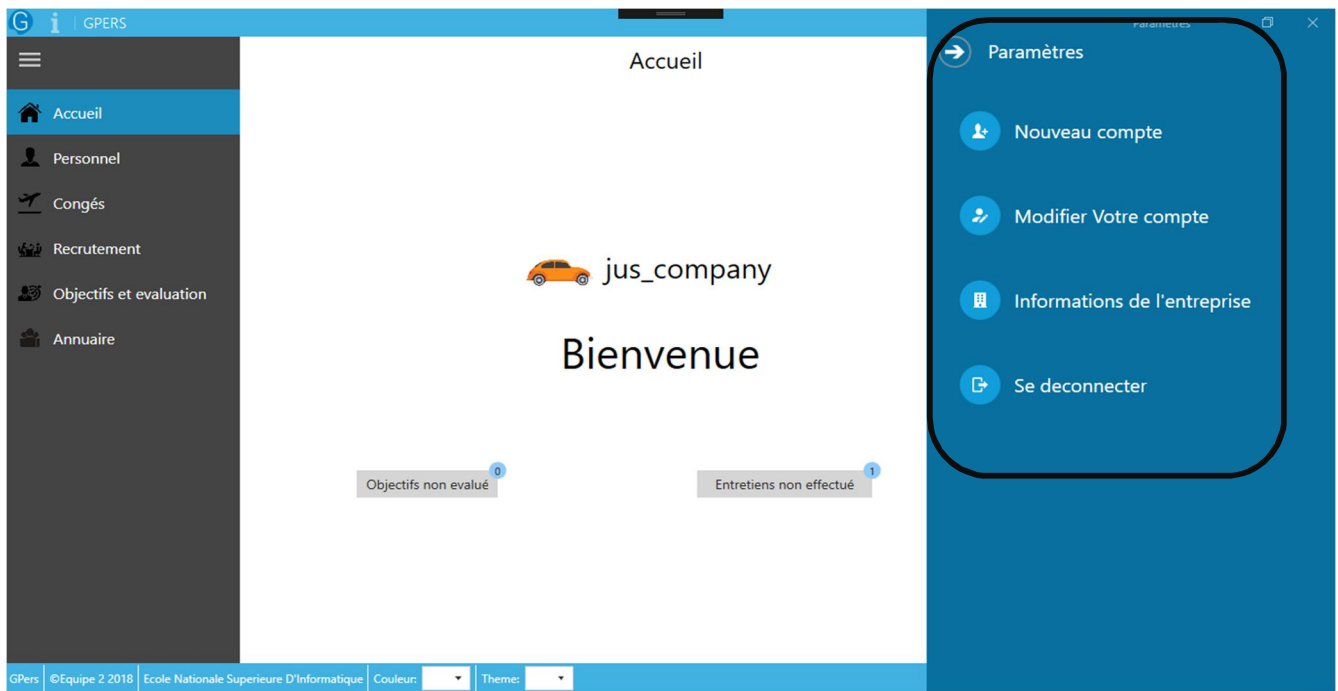 G i GPERS
Paramètres
Accueil
Personnel
Congés
Recrutement
Objectifs et evaluation
Annuaire
Accueil
jus_company
Bienvenue
0
Objectifs non evalué
1
Entretiens non effectué
Paramètres
Nouveau compte
Modifier Votre compte
Informations de l'entreprise
Se deconnecter
GPers ©Equipe 2 2018 Ecole Nationale Superieure D'Informatique Couleur: Theme: